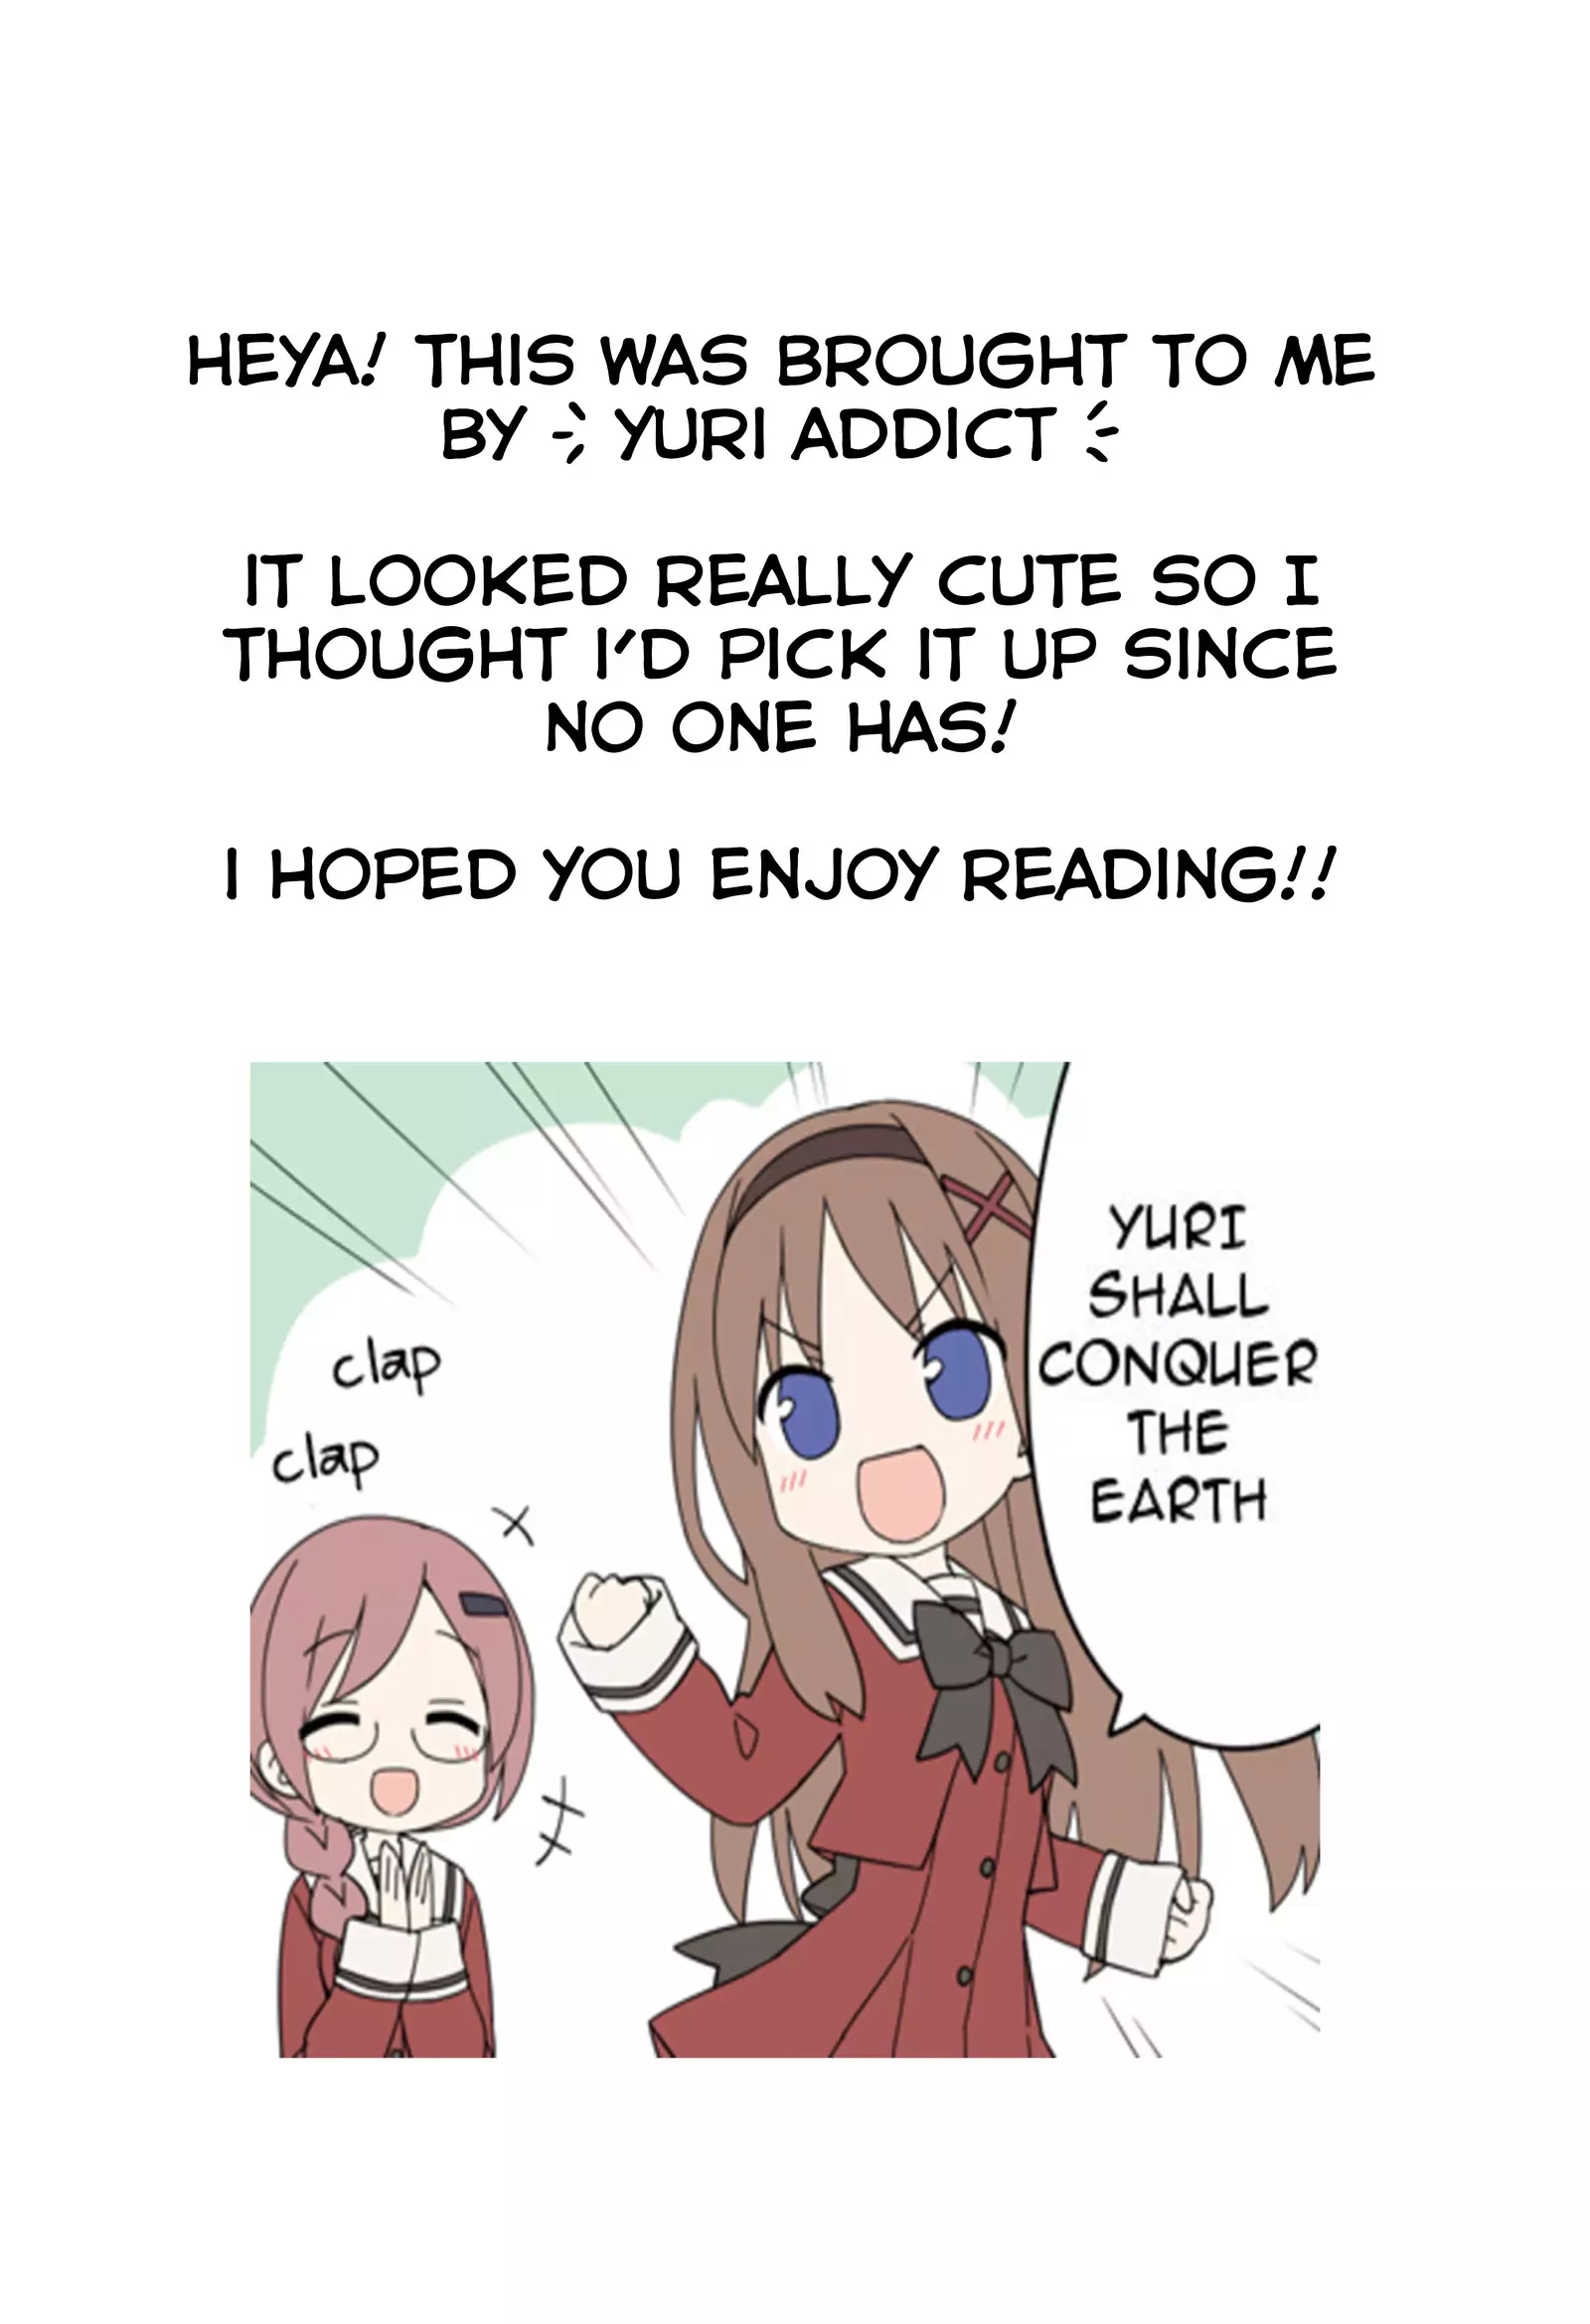 HEYA! THIS WAS BROUGHT TO ME
BY YURI ADDICT
IT LOOKED REALLY CUTE SO I
THOUGHT I'D PICK IT UP SINCE
NO ONE HAS!
I HOPED YOU ENJOY READING!!
YURI
SHALL
CONQUER
THE
EARTH
clap
clap